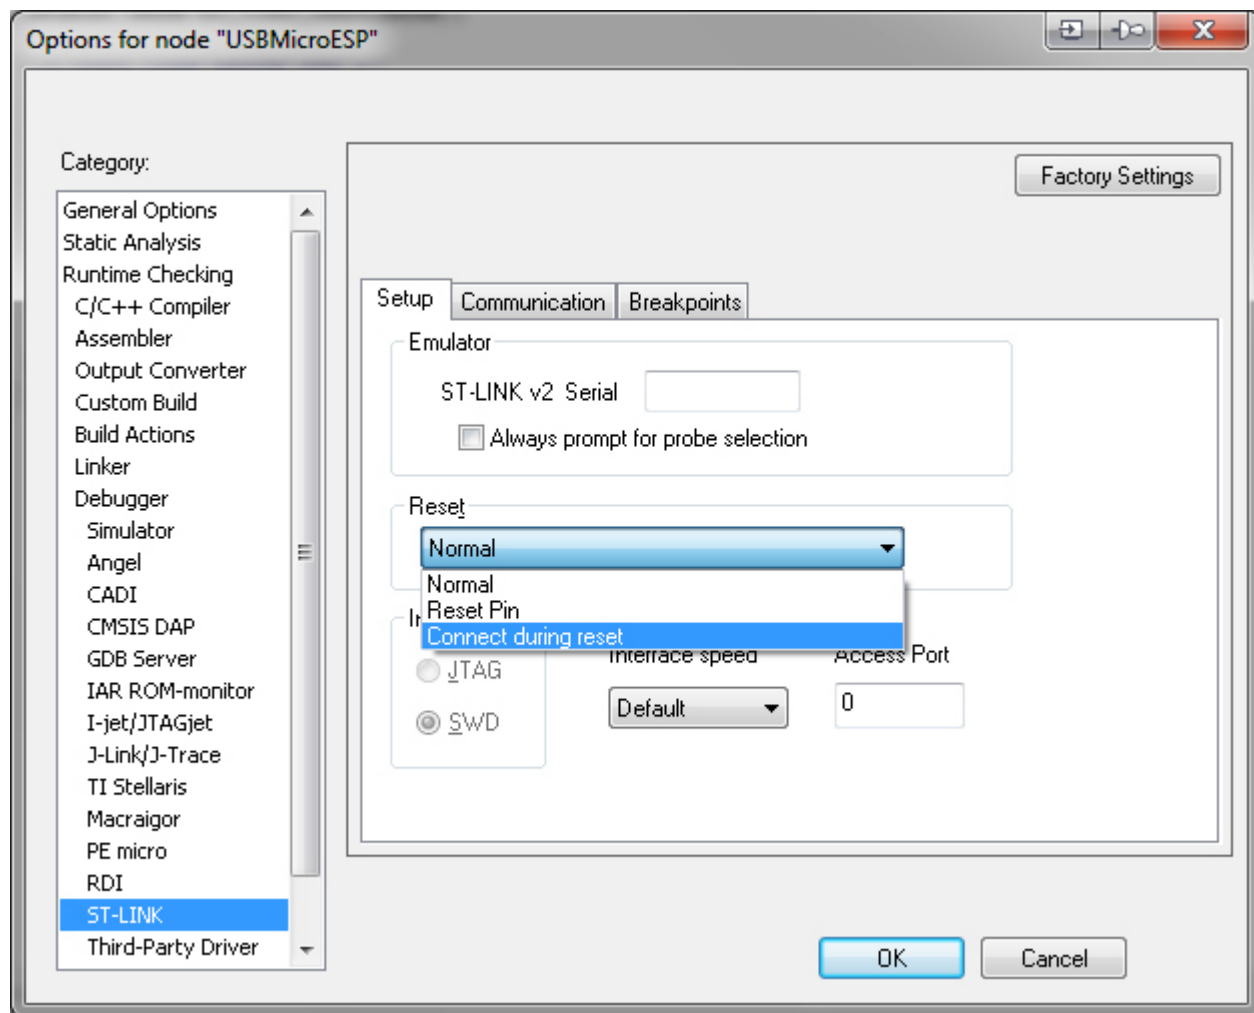 Options for node "USBMicroESP"
Category:
General Options
Static Analysis
Runtime Checking
C/C++ Compiler
Assembler
Output Converter
Custom Build
Build Actions
Linker
Debugger
Simulator
Angel
CADI
CMSIS DAP
GDB Server
IAR ROM-monitor
I-jet/JTAGjet
J-Link/J-Trace
TI Stellaris
Macraigor
PE micro
RDI
ST-LINK
Third-Party Driver
Factory Settings
Setup Communication Breakpoints
Emulator
ST-LINK v2 Serial
Always prompt for probe selection
Reset
Normal
Normal
Reset Pin
Connect during reset
Interface speed Access Port
JTAG
Default 0
SWD
OK Cancel